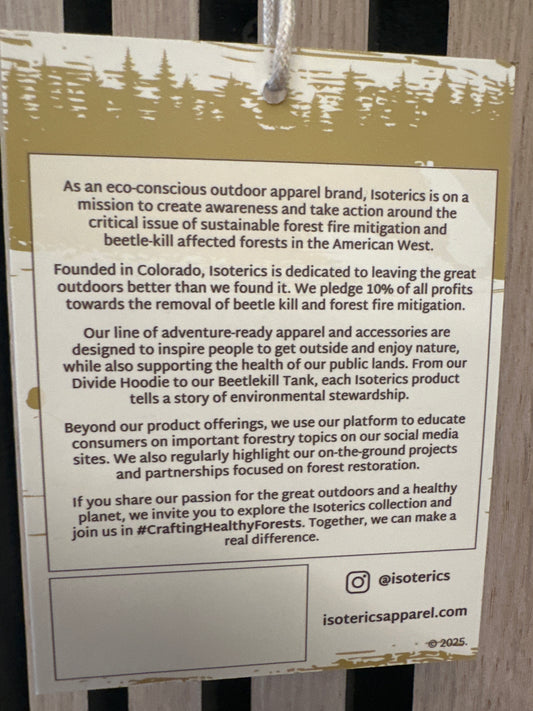 As an eco-conscious outdoor apparel brand, Isoterics is on a
mission to create awareness and take action around the
critical issue of sustainable forest fire mitigation and
beetle-kill affected forests in the American West.
Founded in Colorado, Isoterics is dedicated to leaving the great
outdoors better than we found it. We pledge 10% of all profits
towards the removal of beetle kill and forest fire mitigation.
Our line of adventure-ready apparel and accessories are
designed to inspire people to get outside and enjoy nature,
while also supporting the health of our public lands. From our
Divide Hoodie to our Beetlekill Tank, each Isoterics product
tells a story of environmental stewardship.
Beyond our product offerings, we use our platform to educate
consumers on important forestry topics on our social media
sites. We also regularly highlight our on-the-ground projects
and partnerships focused on forest restoration.
If you share our passion for the great outdoors and a healthy
planet, we invite you to explore the Isoterics collection and
join us in #CraftingHealthyForests. Together, we can make a
real difference.
@isoterics
isotericsapparel.com
© 2025.